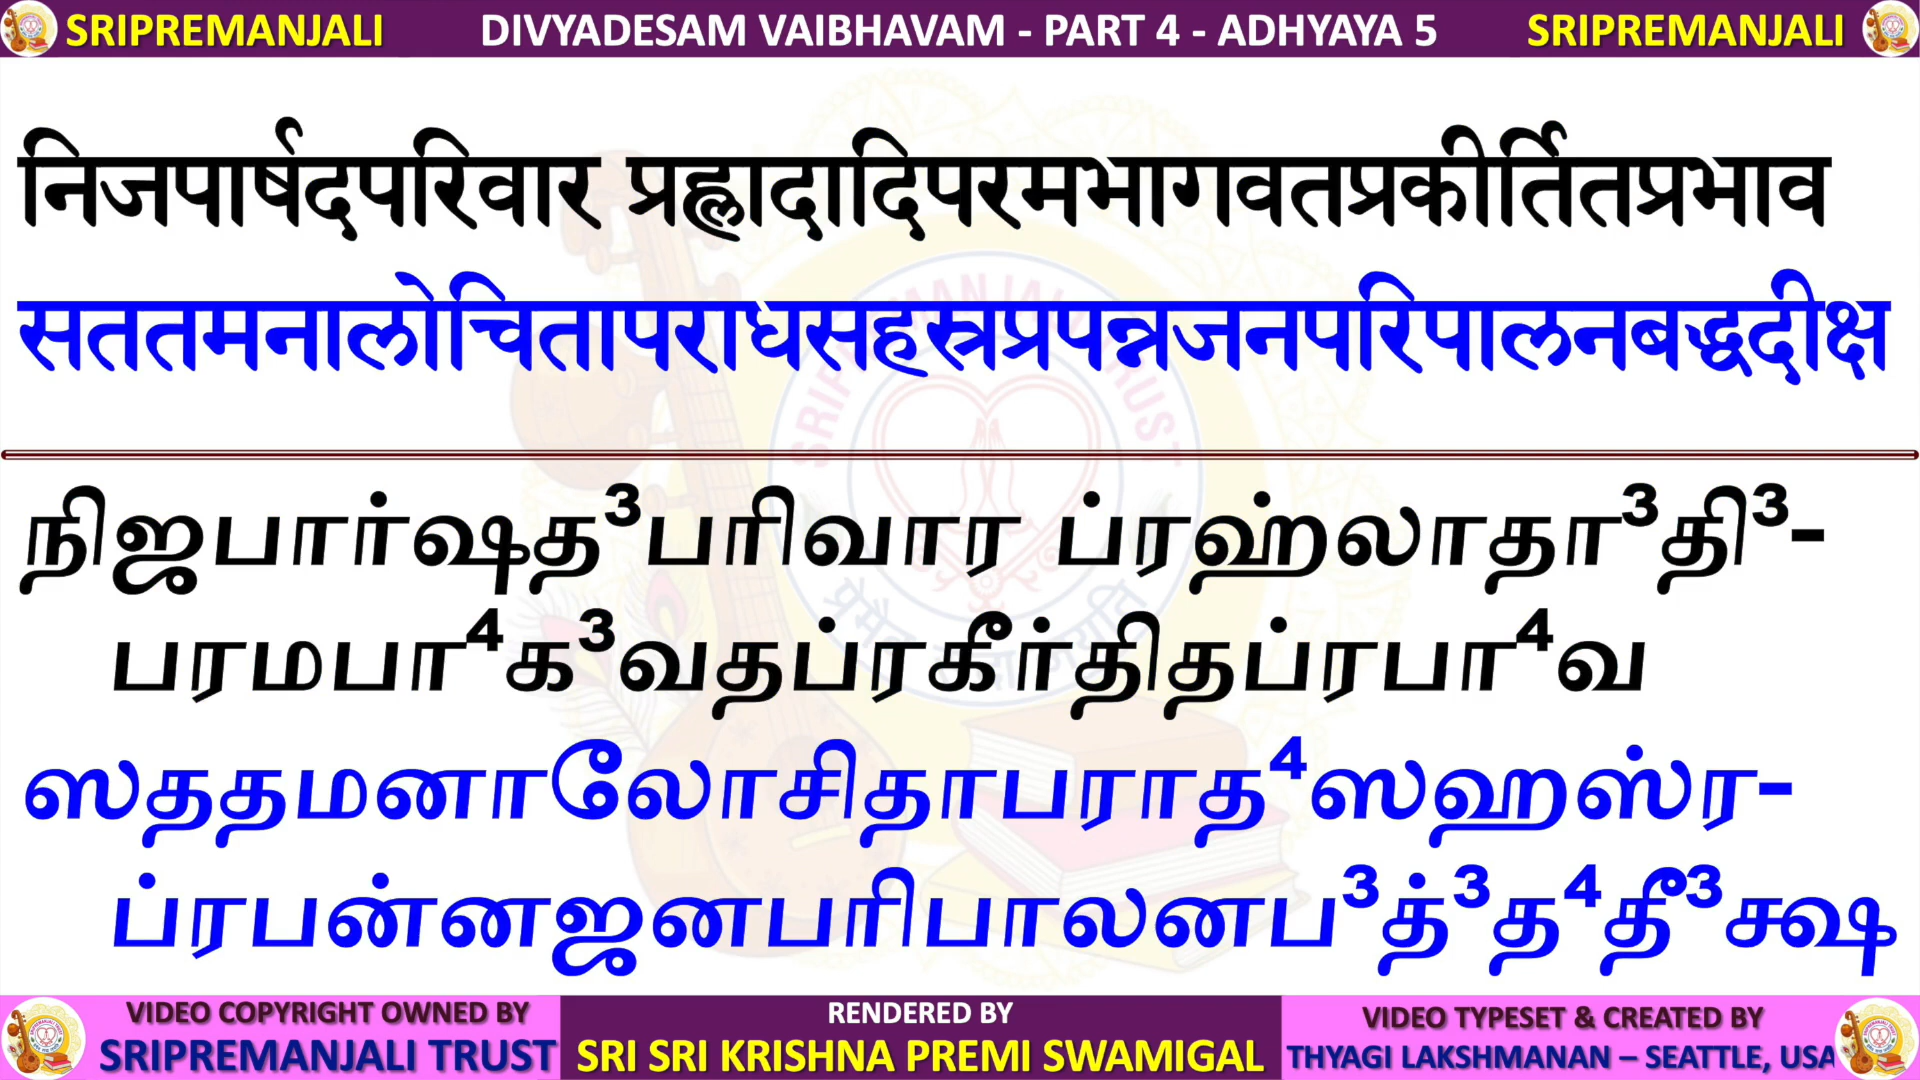 SRIPREMANJALI DIVYADESAM VAIBHAVAM - PART 4 - ADHYAYA 5 SRIPREMANJALI
निजपार्षदपरिवार प्रह्लादादिपरमभागवतप्रकीर्तितप्रभाव
सततमनालोचितापराधसहस्रप्रपन्नजनपरिपालनबद्धदीक्ष
நிஜபார்ஷத³பரிவார ப்ரஹ்லாதா³தி³-
பரமபா⁴க³வதப்ரகீர்திதப்ரபா⁴வ
ஸததமனாலோசிதாபராத⁴ஸஹஸ்ர-
ப்ரபன்னஜனபரிபாலனப³த்³த⁴தீ³க்ஷ
VIDEO COPYRIGHT OWNED BY RENDERED BY VIDEO TYPESET & CREATED BY
SRIPREMANJALI TRUST SRI SRI KRISHNA PREMI SWAMIGAL THYAGI LAKSHMANAN – SEATTLE, USA